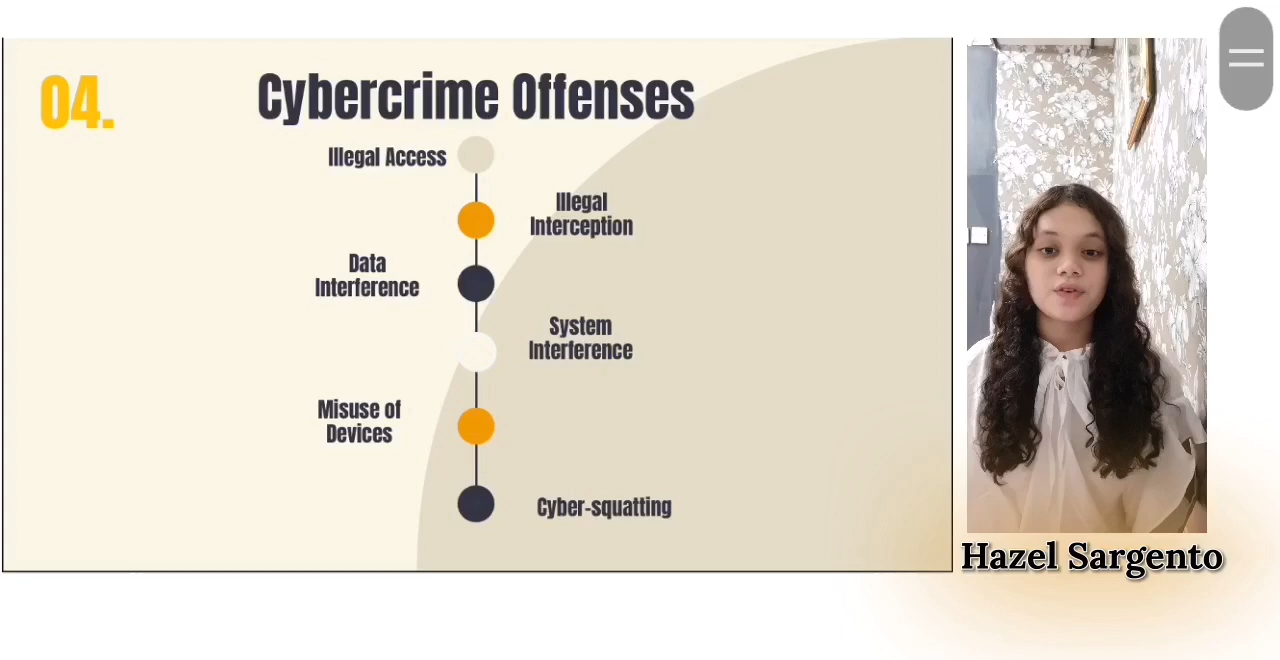 04.
Cybercrime Offenses
Illegal Access
Illegal
Interception
Data
Interference
System
Interference
Misuse of
Devices
Cyber-squatting
Hazel Sargento